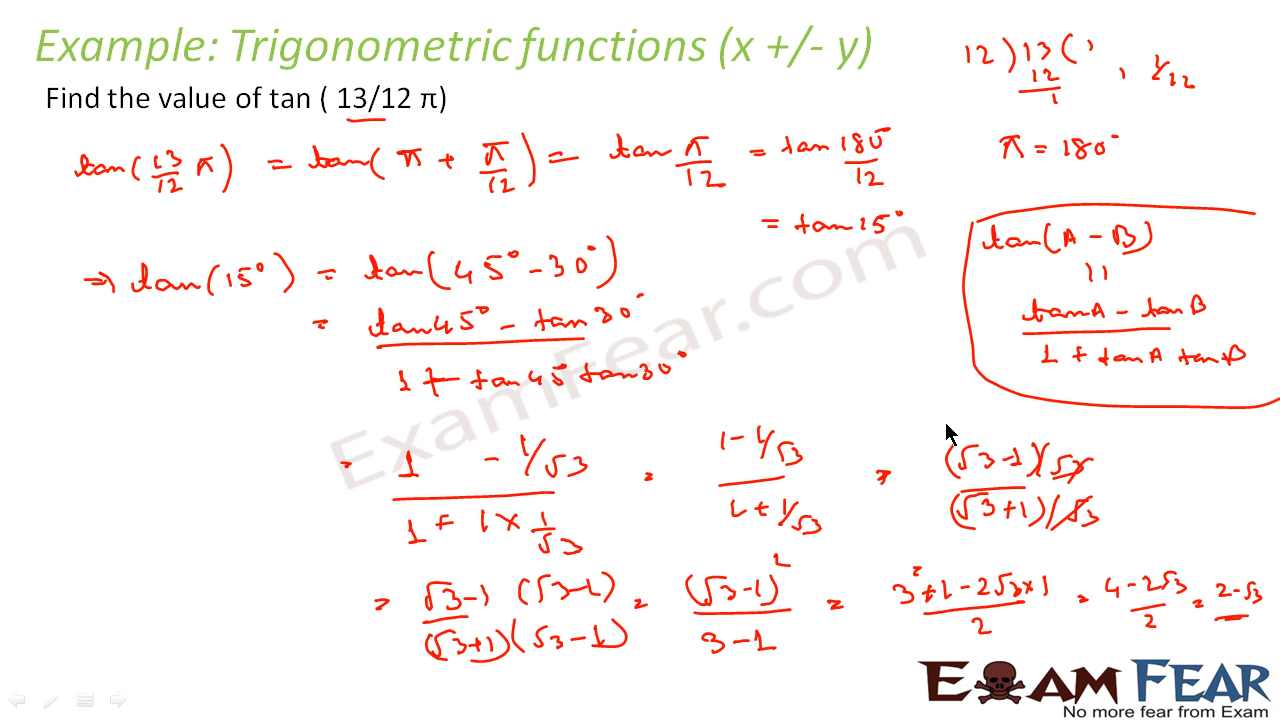 Example: Trigonometric functions (x +/- y)
Find the value of tan ( 13/12 π)
12 ) 13 ( 1
12
1
, 1/12
π = 180°
tan(13/12 π) = tan(π + π/12) = tan π/12 = tan 180°/12
= tan 15°
tan(A - B)
=
tanA - tanB
1 + tanA tanB
⇒ tan(15°) = tan(45° - 30°)
= tan45° - tan30°
1 + tan45° tan30°
= 1 - 1/√3 = 1 - 1/√3 = (√3-1)/√3
1 + 1 × 1/√3 1 + 1/√3 (√3+1)/√3
= √3-1 (√3-1) = (√3-1)² = 3² + 1 - 2√3×1 = 4-2√3 = 2-√3
(√3+1)(√3-1) 3-1 2 2
ExamFear.com
EXAM FEAR
No more fear from Exam